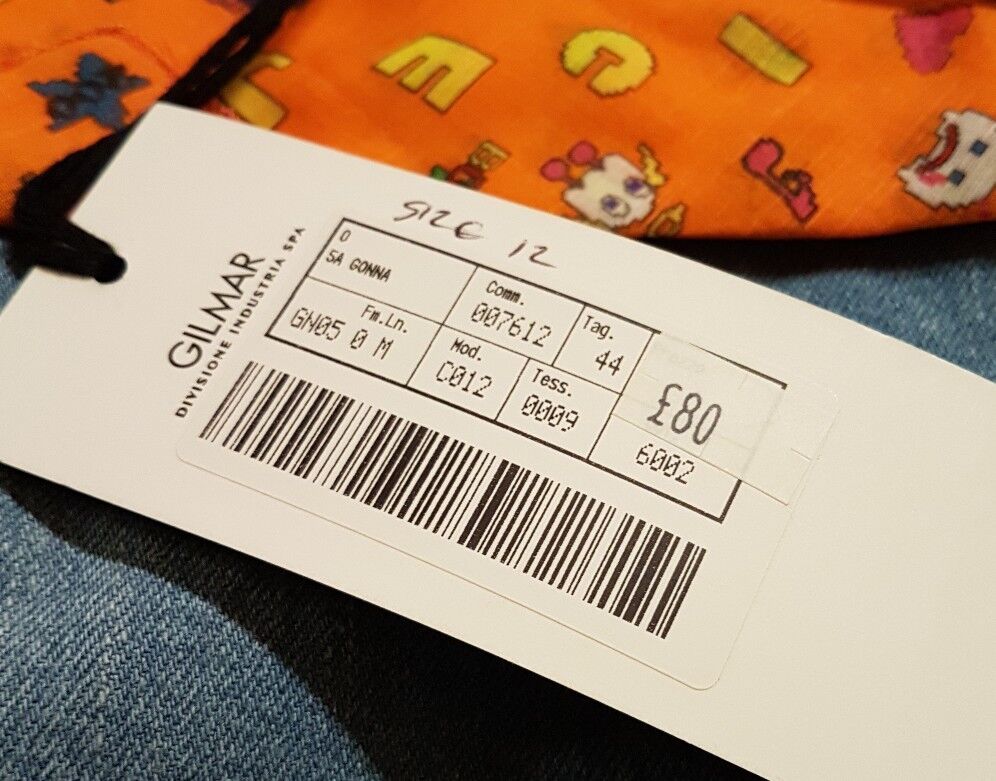 SIZE 12
GILMAR
DIVISIONE INDUSTRIA SPA
0
SA GONNA
Comm.
007612
Tag.
44
£80
Fm.Ln.
GN05 0 M
Mod.
C012
Tess.
0009
6002
J E C I